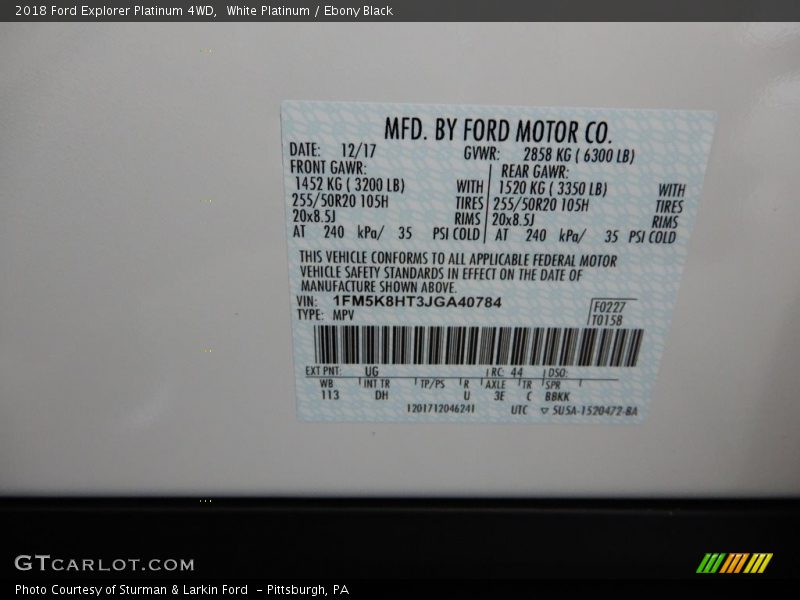 2018 Ford Explorer Platinum 4WD,  White Platinum / Ebony Black
MFD. BY FORD MOTOR CO.
DATE: 12/17 GVWR: 2858 KG ( 6300 LB)
FRONT GAWR: REAR GAWR:
1452 KG ( 3200 LB) WITH 1520 KG ( 3350 LB) WITH
255/50R20 105H TIRES 255/50R20 105H TIRES
20x8.5J RIMS 20x8.5J RIMS
AT 240 kPa/ 35 PSI COLD AT 240 kPa/ 35 PSI COLD
THIS VEHICLE CONFORMS TO ALL APPLICABLE FEDERAL MOTOR
VEHICLE SAFETY STANDARDS IN EFFECT ON THE DATE OF
MANUFACTURE SHOWN ABOVE.
VIN: 1FM5K8HT3JGA40784 F0227
TYPE: MPV T0158
EXT PNT: UG RC: 44 DSO:
WB INT TR TP/PS R AXLE TR SPR
113 DH U 3E C BBKK
1201712046241 UTC ▽ 5U5A-1520472-BA
GTCARLOT.COM
Photo Courtesy of Sturman & Larkin Ford  - Pittsburgh, PA